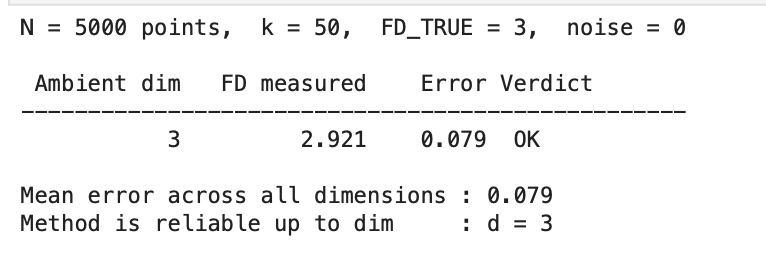 N = 5000 points,  k = 50,  FD_TRUE = 3,  noise = 0
Ambient dim   FD measured    Error Verdict
--------------------------------------------------
3         2.921    0.079  OK
Mean error across all dimensions : 0.079
Method is reliable up to dim     : d = 3